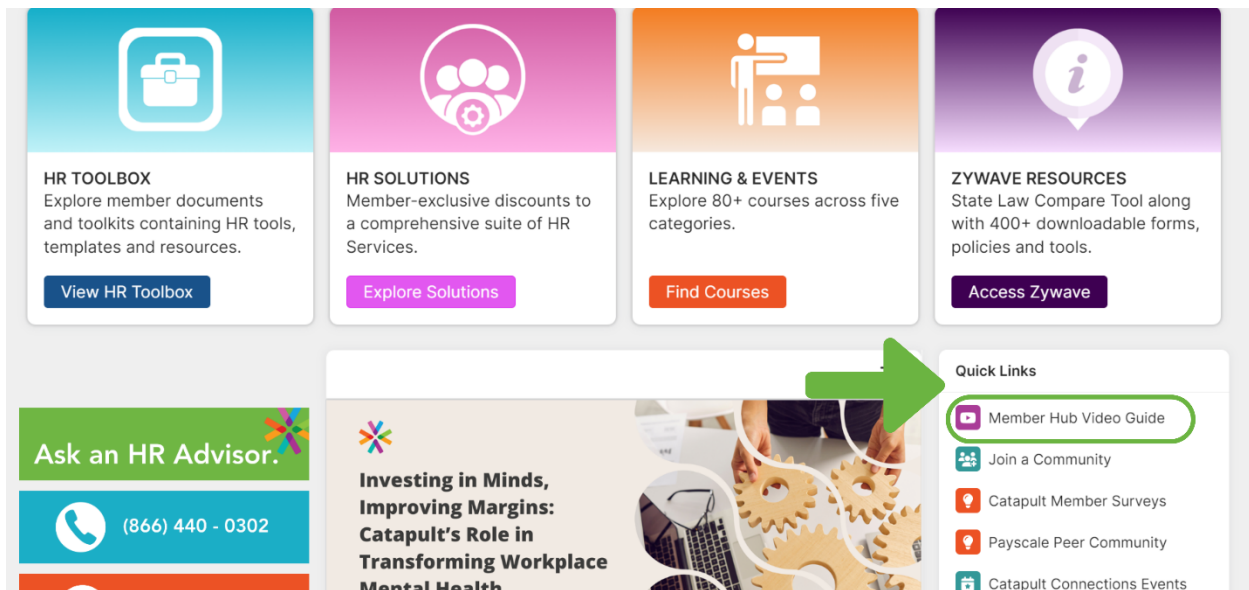 HR TOOLBOX
Explore member documents
and toolkits containing HR tools,
templates and resources.
View HR Toolbox
HR SOLUTIONS
Member-exclusive discounts to
a comprehensive suite of HR
Services.
Explore Solutions
LEARNING & EVENTS
Explore 80+ courses across five
categories.
Find Courses
ZYWAVE RESOURCES
State Law Compare Tool along
with 400+ downloadable forms,
policies and tools.
Access Zywave
Ask an HR Advisor.
(866) 440 - 0302
Investing in Minds,
Improving Margins:
Catapult's Role in
Transforming Workplace
Mental Health
Quick Links
Member Hub Video Guide
Join a Community
Catapult Member Surveys
Payscale Peer Community
Catapult Connections Events